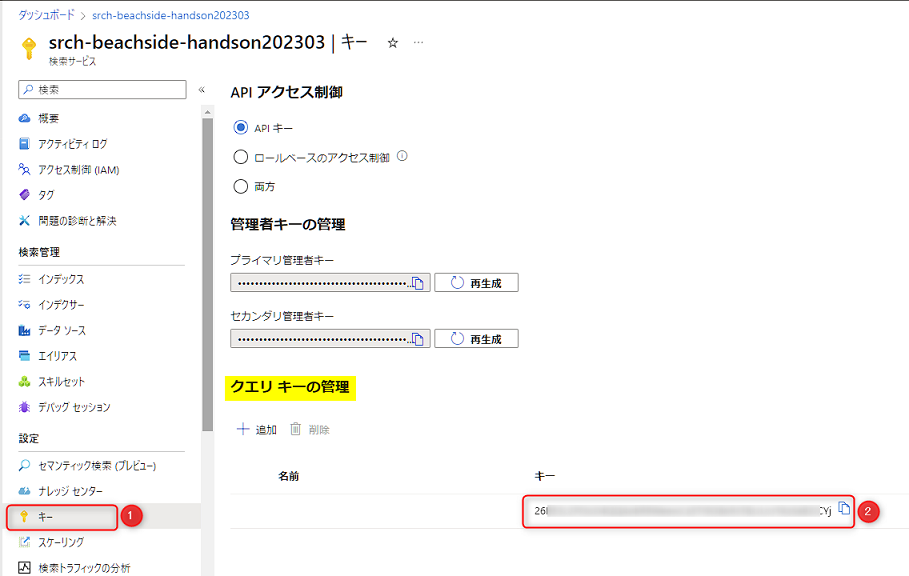 ダッシュボード > srch-beachside-handson202303
srch-beachside-handson202303 | キー ☆ …
検索サービス
検索 «
概要
アクティビティ ログ
アクセス制御 (IAM)
タグ
問題の診断と解決
検索管理
インデックス
インデクサー
データ ソース
エイリアス
スキルセット
デバッグ セッション
設定
セマンティック検索 (プレビュー)
ナレッジ センター
キー 1
スケーリング
検索トラフィックの分析
API アクセス制御
API キー
ロールベースのアクセス制御
両方
管理者キーの管理
プライマリ管理者キー
再生成
セカンダリ管理者キー
再生成
クエリ キーの管理
追加 削除
名前 キー
2